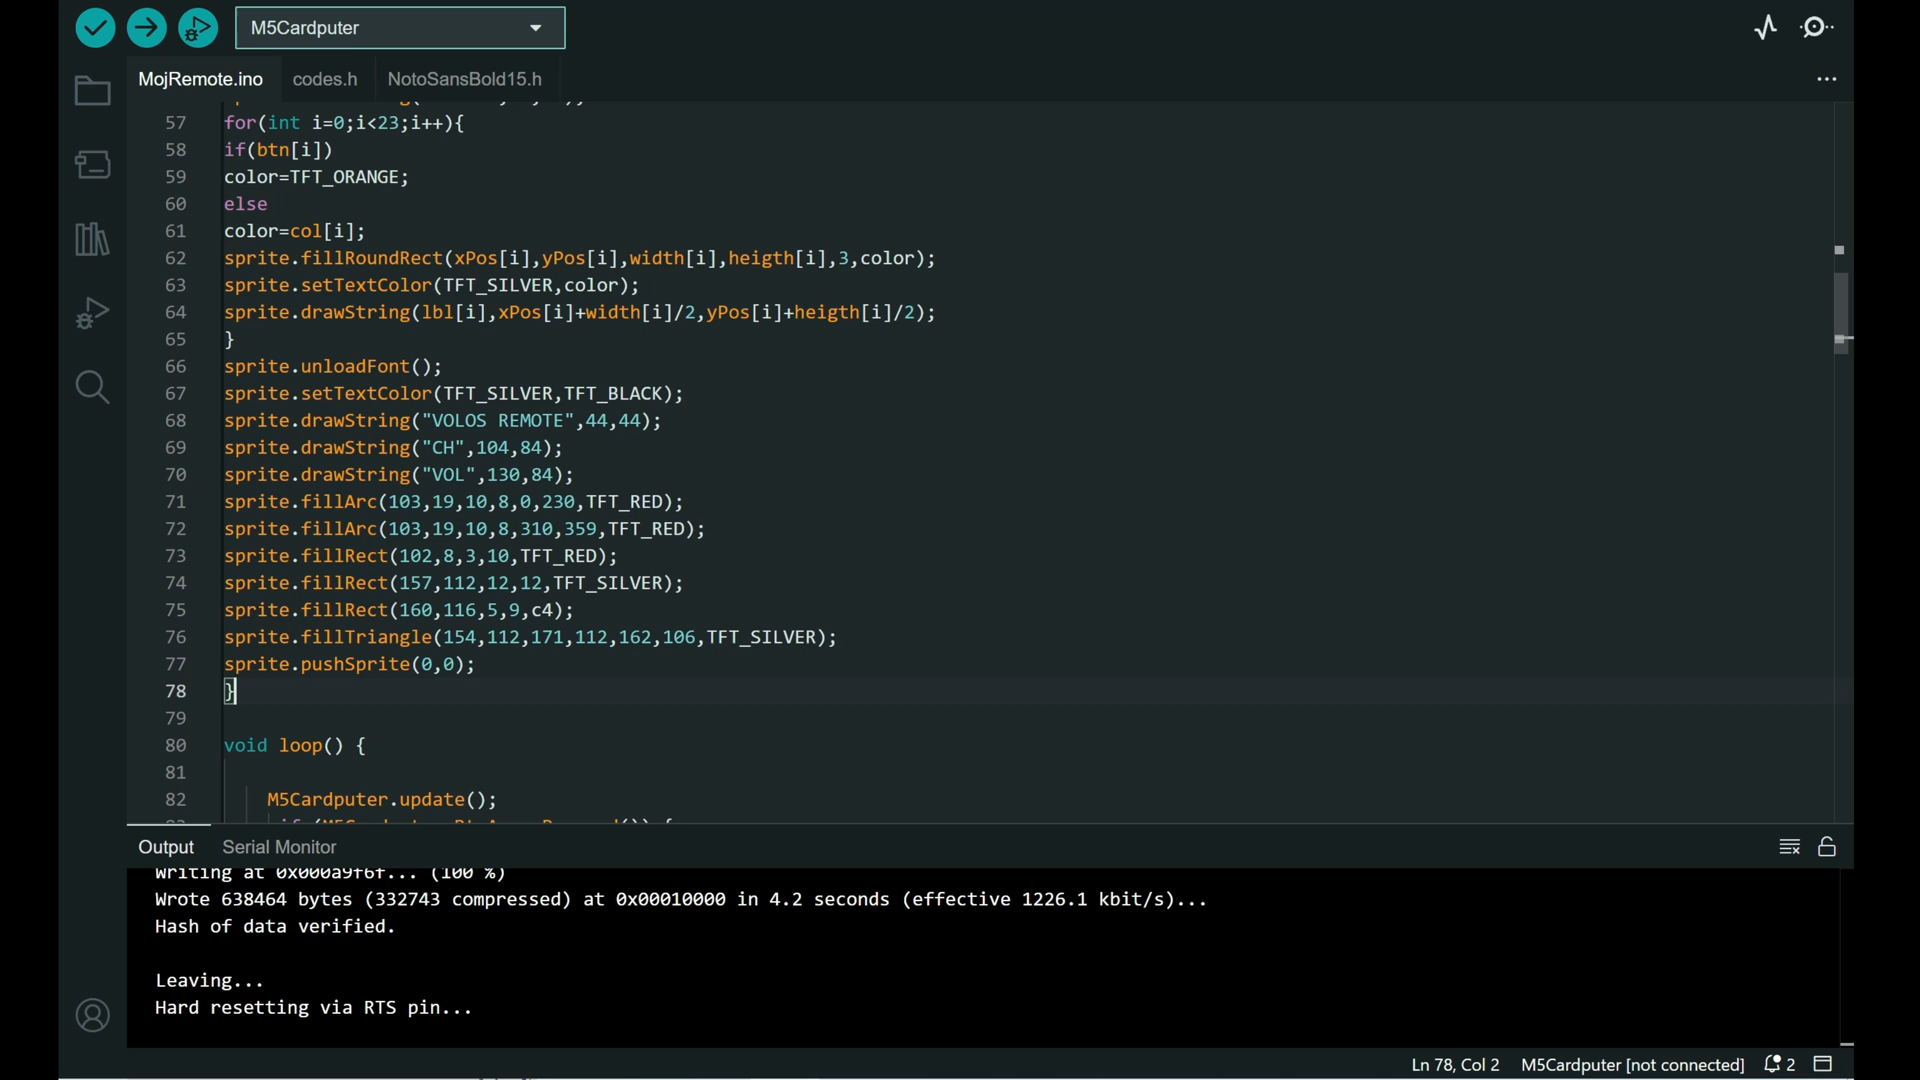 M5Cardputer
MojRemote.ino
codes.h
NotoSansBold15.h
57 for(int i=0;i<23;i++){
58 if(btn[i])
59 color=TFT_ORANGE;
60 else
61 color=col[i];
62 sprite.fillRoundRect(xPos[i],yPos[i],width[i],heigth[i],3,color);
63 sprite.setTextColor(TFT_SILVER,color);
64 sprite.drawString(lbl[i],xPos[i]+width[i]/2,yPos[i]+heigth[i]/2);
65 }
66 sprite.unloadFont();
67 sprite.setTextColor(TFT_SILVER,TFT_BLACK);
68 sprite.drawString("VOLOS REMOTE",44,44);
69 sprite.drawString("CH",104,84);
70 sprite.drawString("VOL",130,84);
71 sprite.fillArc(103,19,10,8,0,230,TFT_RED);
72 sprite.fillArc(103,19,10,8,310,359,TFT_RED);
73 sprite.fillRect(102,8,3,10,TFT_RED);
74 sprite.fillRect(157,112,12,12,TFT_SILVER);
75 sprite.fillRect(160,116,5,9,c4);
76 sprite.fillTriangle(154,112,171,112,162,106,TFT_SILVER);
77 sprite.pushSprite(0,0);
78 }
79
80 void loop() {
81
82 M5Cardputer.update();
Output
Serial Monitor
Writing at 0x000a9f6f... (100 %)
Wrote 638464 bytes (332743 compressed) at 0x00010000 in 4.2 seconds (effective 1226.1 kbit/s)...
Hash of data verified.
Leaving...
Hard resetting via RTS pin...
Ln 78, Col 2
M5Cardputer [not connected]
2